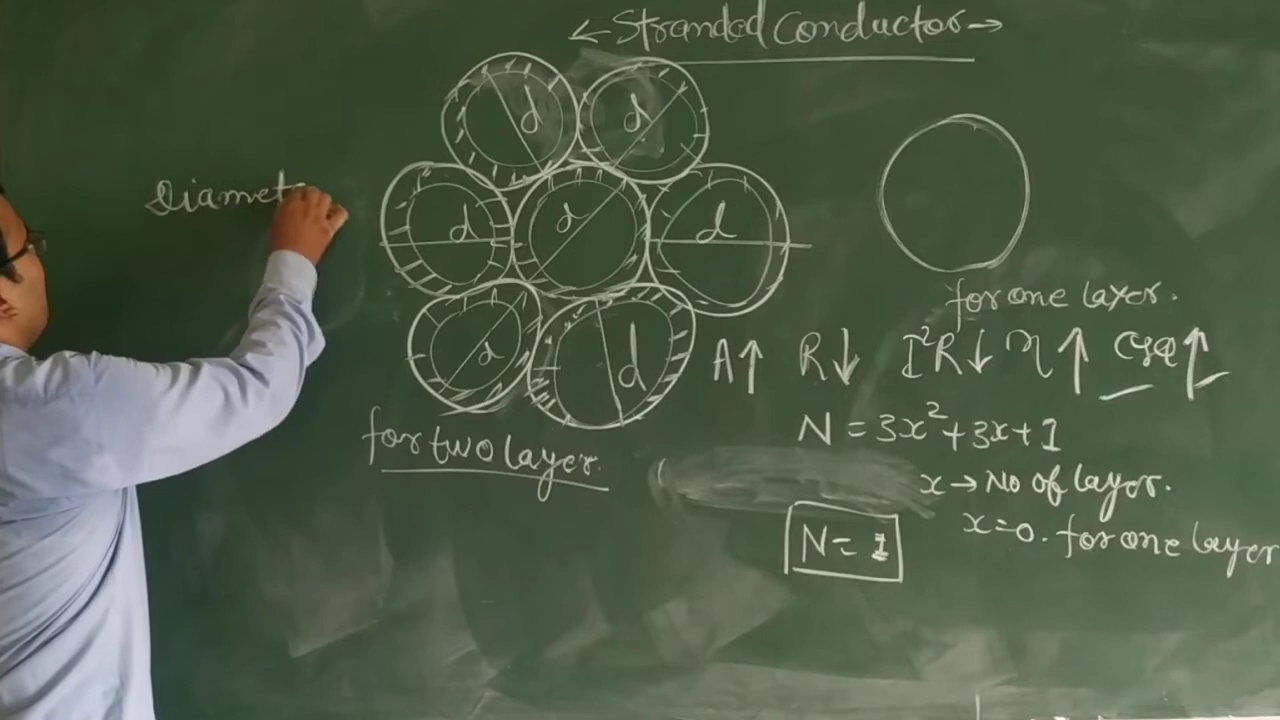 ← Stranded Conductor →
Diamet
d d
d d d
d d
for one layer.
A↑ R↓ I²R↓ η↑
N = 3x²+3x+1
for two layer.
x → No of layer.
x=0. for one layer
N= 1